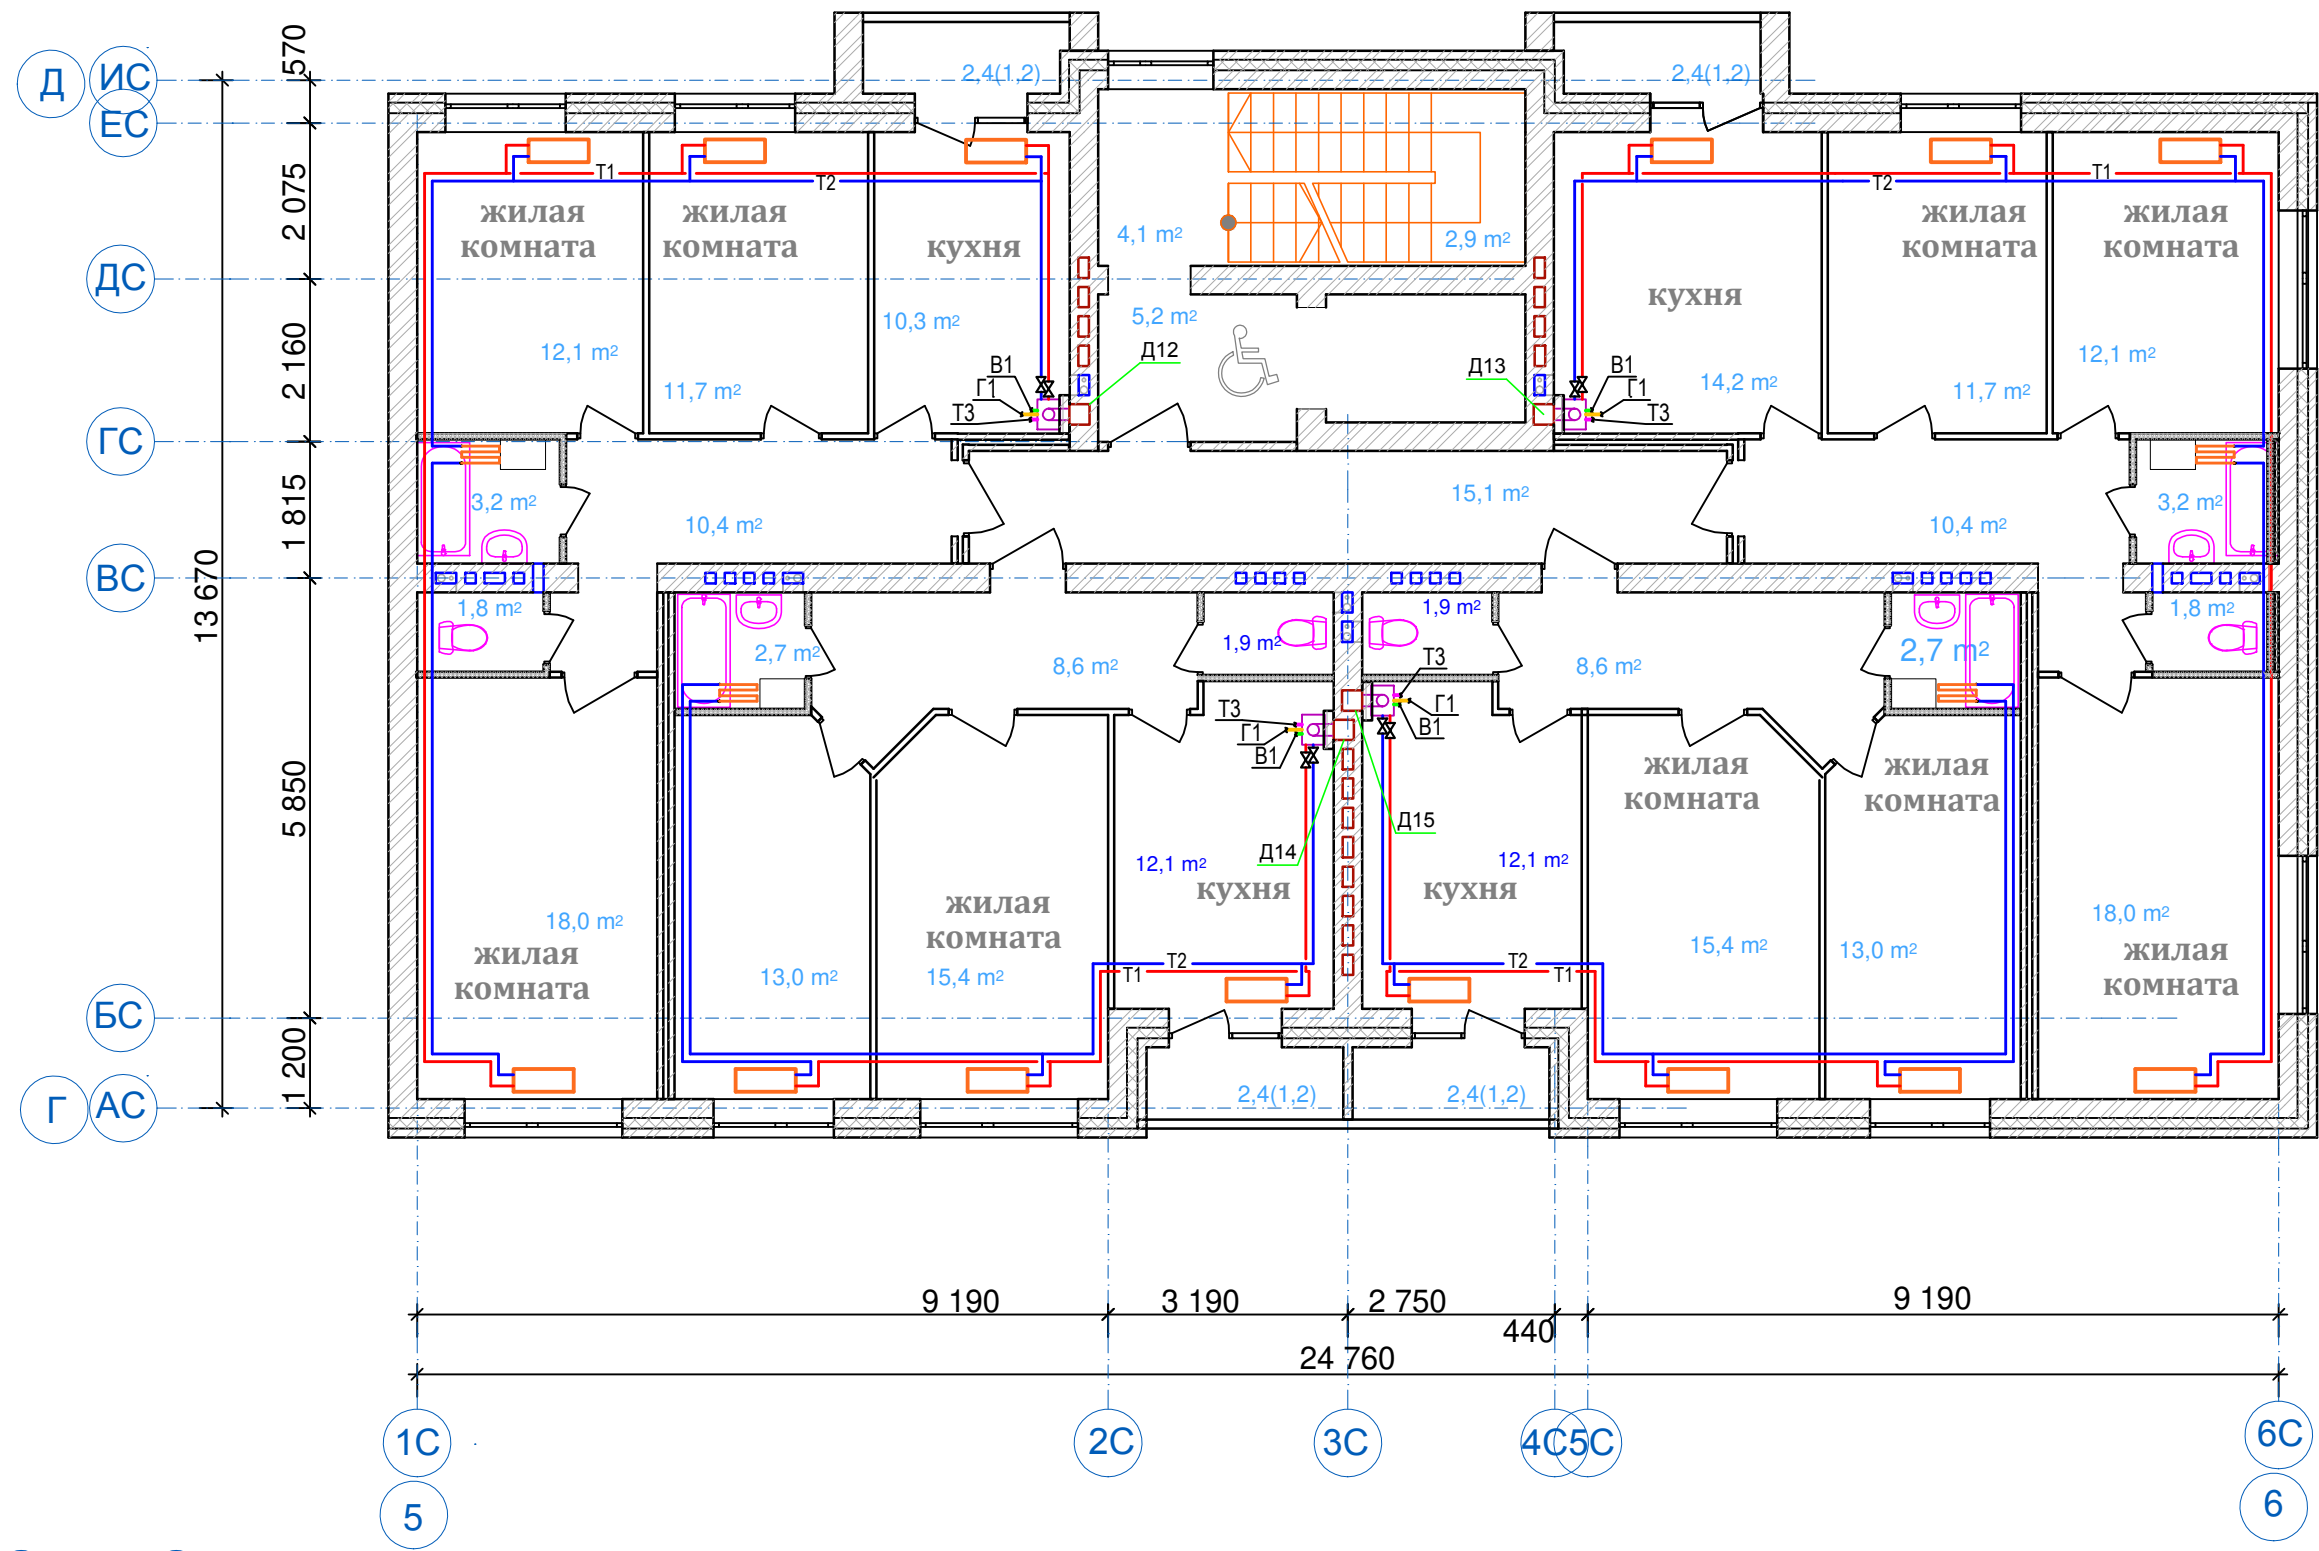 Д
ИС
ЕС
ДС
ГС
ВС
БС
Г
АС
570
2 075
2 160
1 815
5 850
1 200
13 670
2,4(1,2)
2,4(1,2)
Т1
Т2
Т2
Т1
жилая
комната
жилая
комната
кухня
4,1 m²
2,9 m²
кухня
жилая
комната
жилая
комната
12,1 m²
11,7 m²
10,3 m²
5,2 m²
14,2 m²
11,7 m²
12,1 m²
В1
Г1
Т3
Д12
Д13
В1
Г1
Т3
3,2 m²
10,4 m²
15,1 m²
10,4 m²
3,2 m²
1,8 m²
2,7 m²
8,6 m²
1,9 m²
1,9 m²
8,6 m²
2,7 m²
1,8 m²
Т3
Г1
В1
Т3
Г1
В1
Д14
Д15
жилая
комната
жилая
комната
12,1 m²
кухня
12,1 m²
кухня
18,0 m²
жилая
комната
13,0 m²
жилая
комната
15,4 m²
15,4 m²
13,0 m²
18,0 m²
жилая
комната
Т1
Т2
Т2
Т1
2,4(1,2)
2,4(1,2)
9 190
3 190
2 750
440
9 190
24 760
1С
2С
3С
4С
5С
6С
5
6